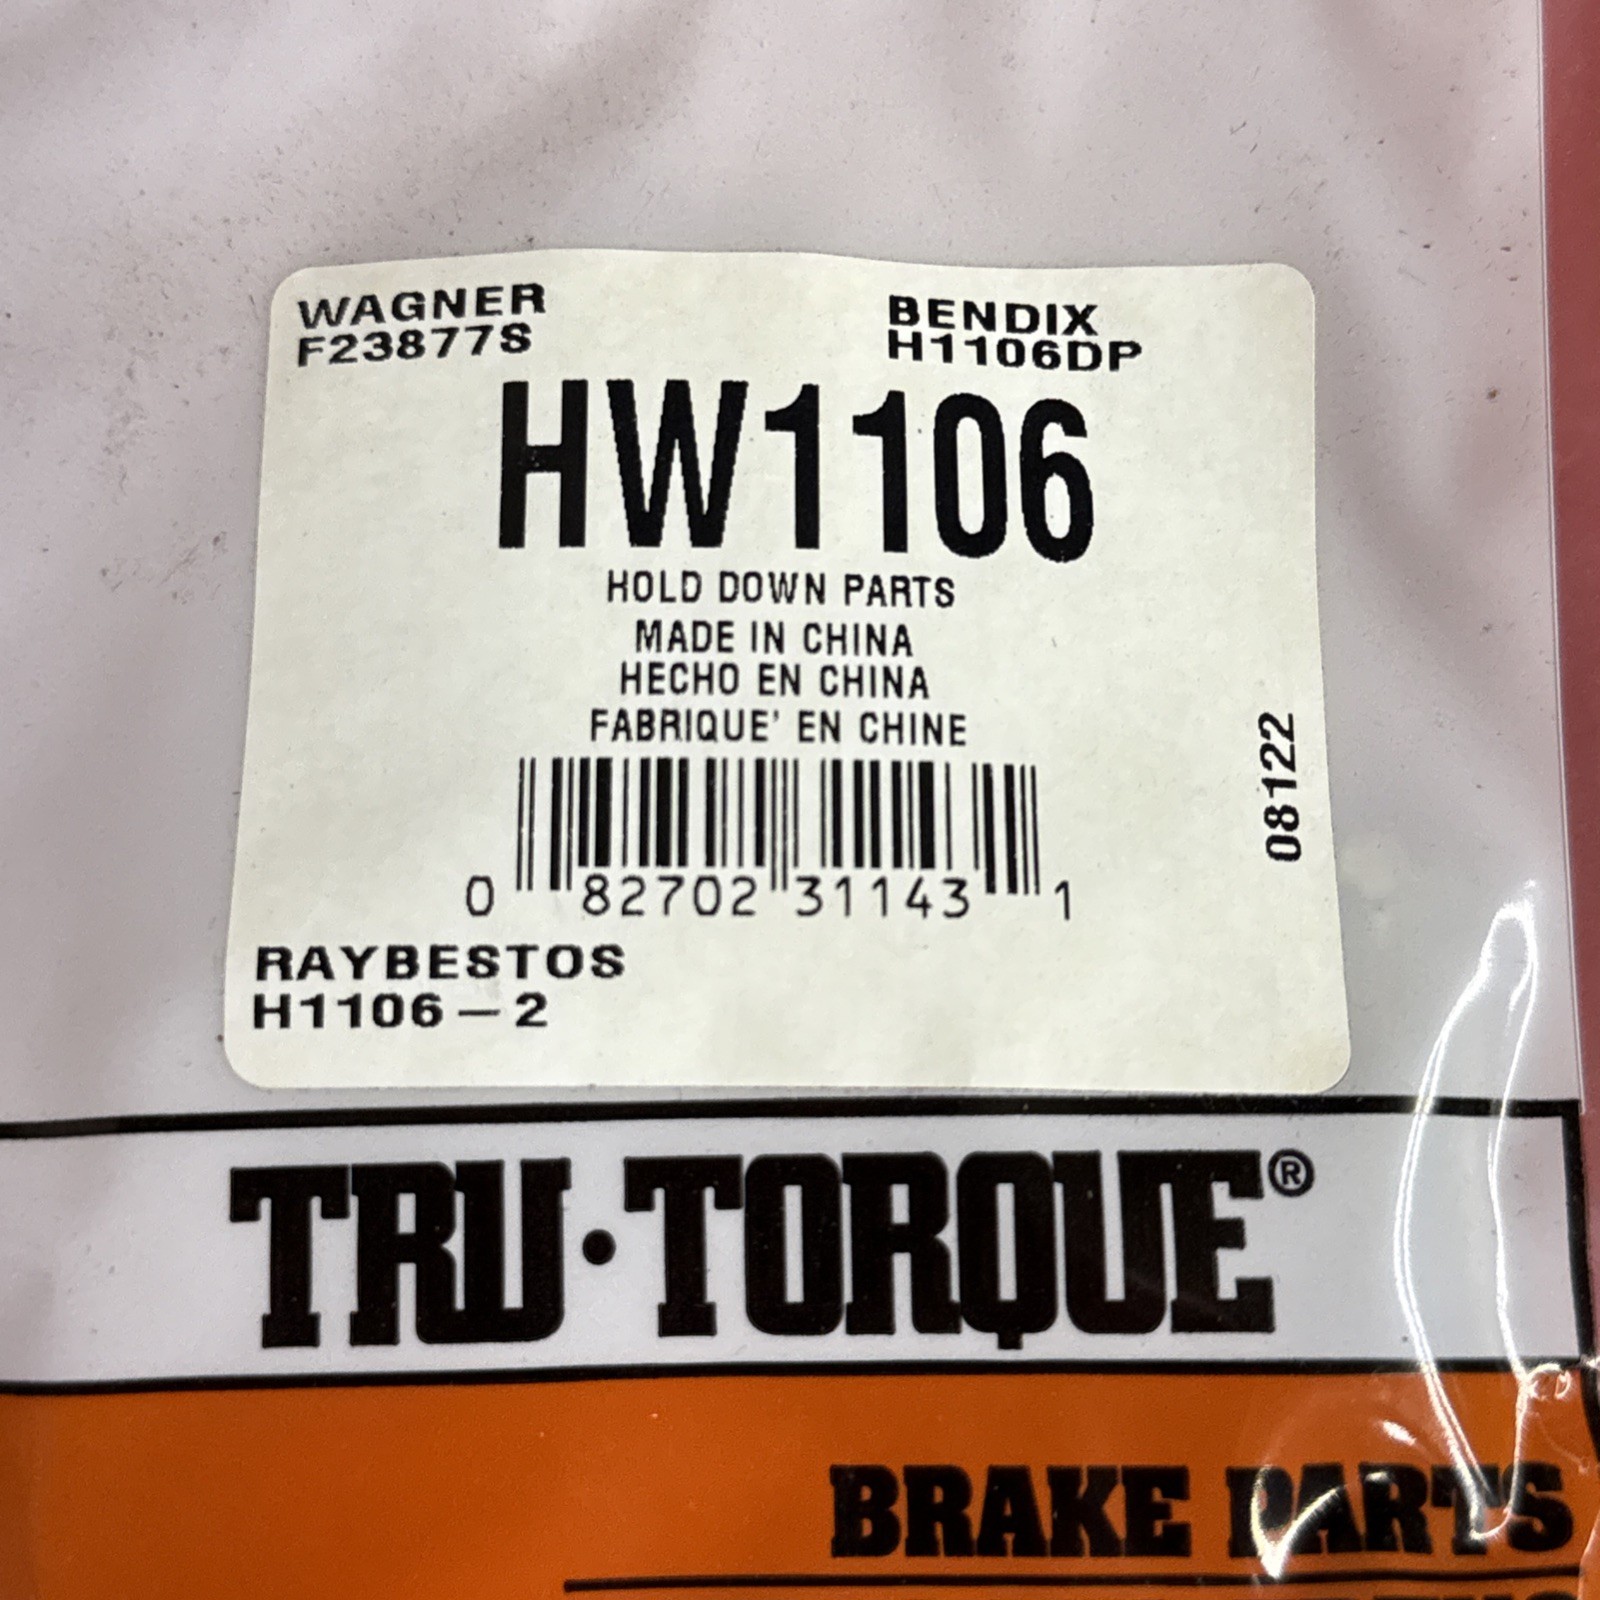 WAGNER
F23877S
BENDIX
H1106DP
HW1106
HOLD DOWN PARTS
MADE IN CHINA
HECHO EN CHINA
FABRIQUE' EN CHINE
08122
0 82702 31143 1
RAYBESTOS
H1106-2
TRU•TORQUE®
BRAKE PARTS